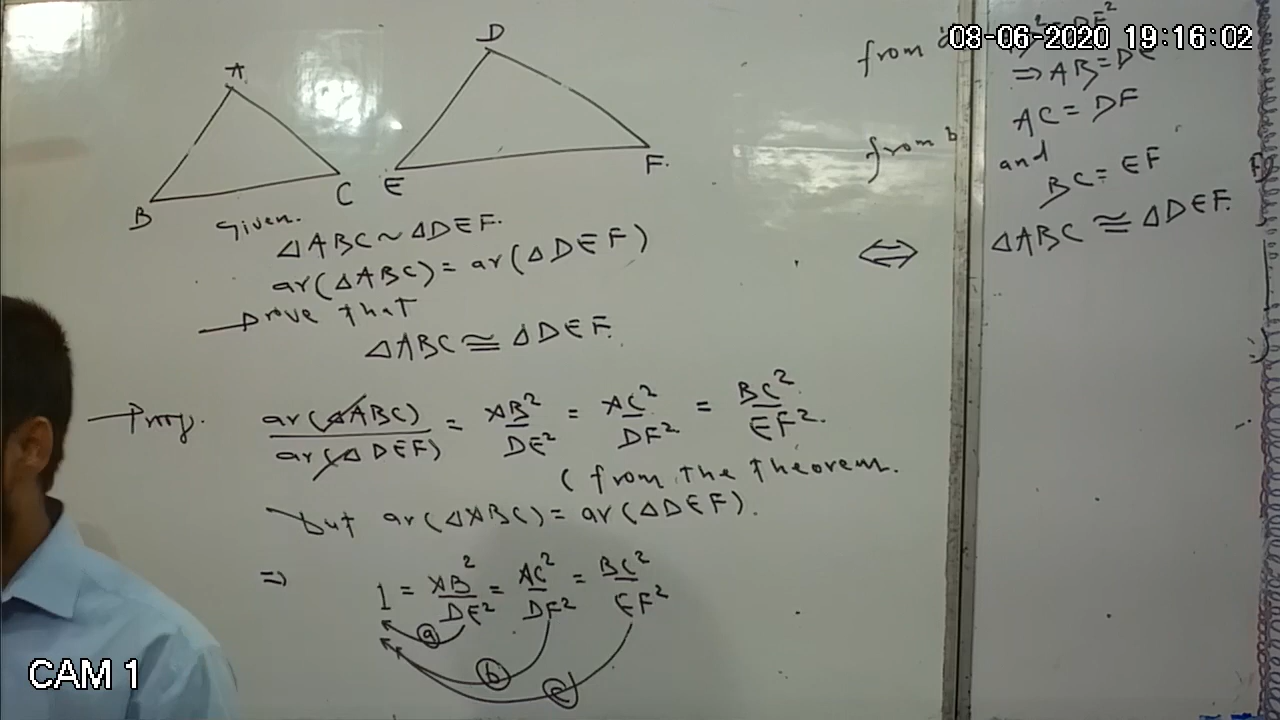 08-06-2020 19:16:02
A
D
B
C
E
F.
Given.
△ABC ~ △DEF.
ar(△ABC) = ar(△DEF)
Prove that
△ABC ≅ △DEF.
ar(△ABC)/ar(△DEF) = AB²/DE² = AC²/DF² = BC²/EF².
(from the theorem.
but ar(△ABC) = ar(△DEF).
⇒ 1 = AB²/DE² = AC²/DF² = BC²/EF²
a
b
c
from
⇒ AB = DE
AC = DF
from b
and
BC = EF
⇔ △ABC ≅ △DEF.
CAM 1